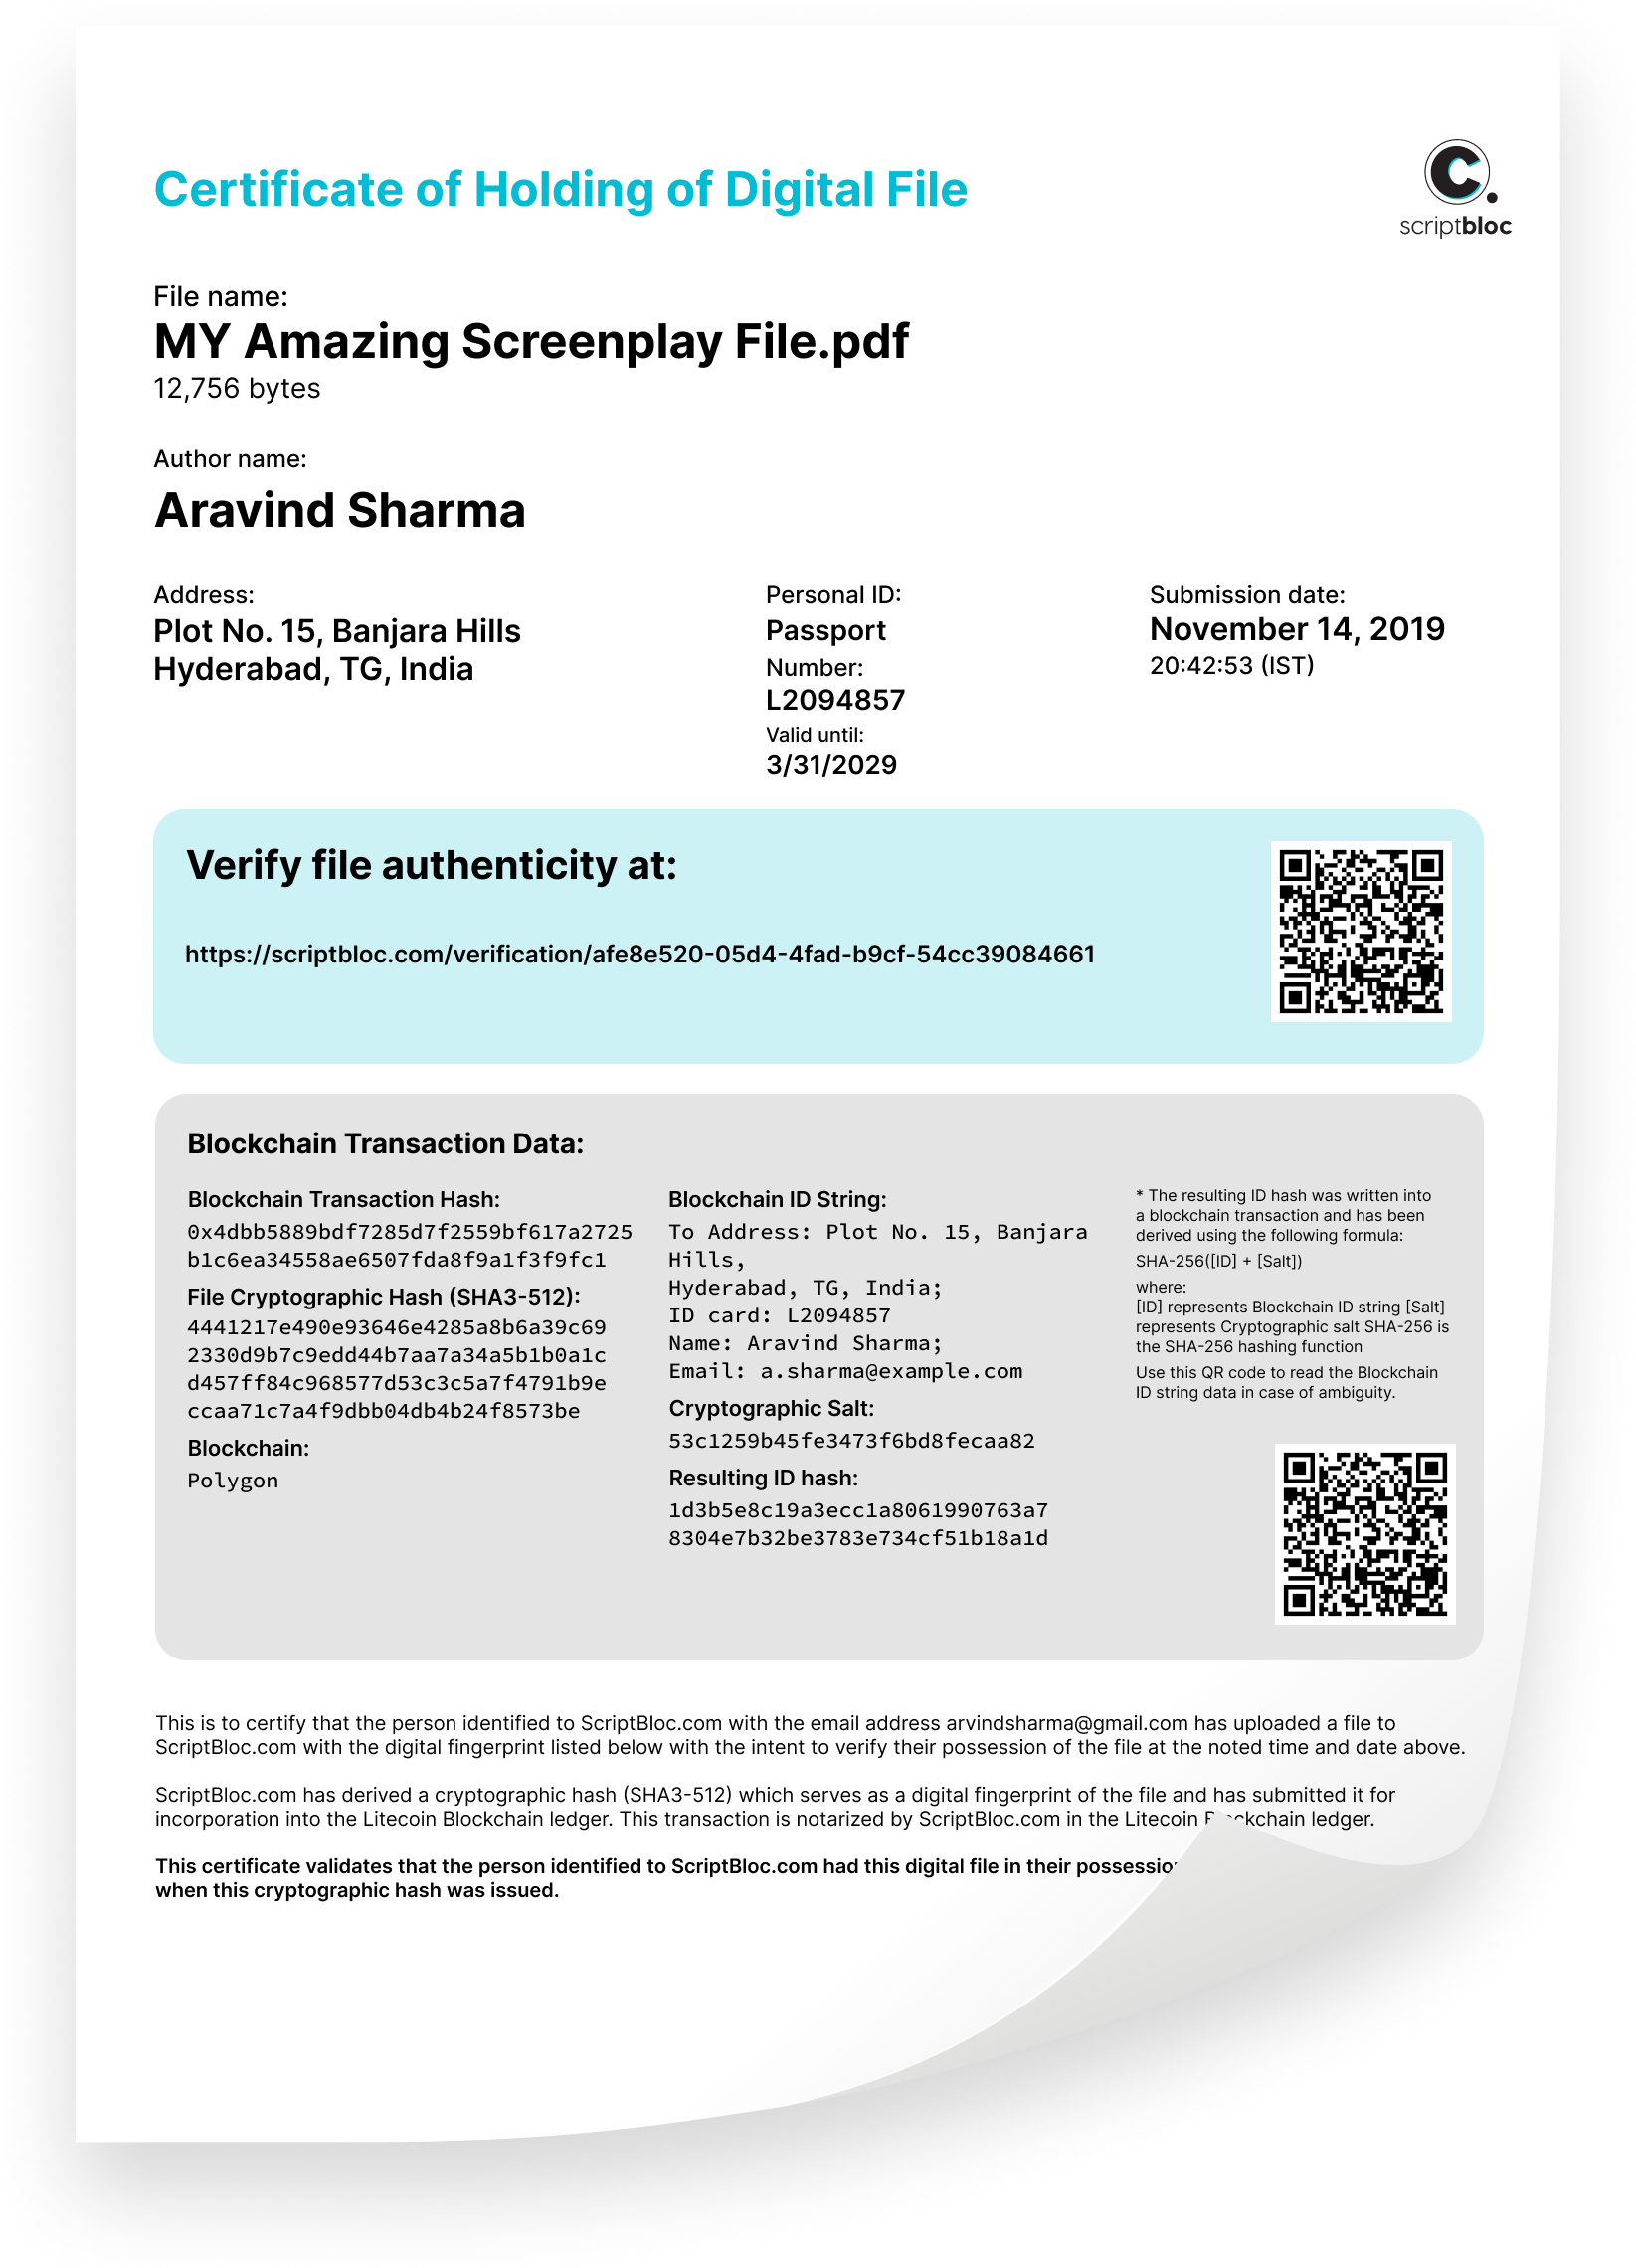 Certificate of Holding of Digital File
scriptbloc
File name:
MY Amazing Screenplay File.pdf
12,756 bytes
Author name:
Aravind Sharma
Address:
Plot No. 15, Banjara Hills
Hyderabad, TG, India
Personal ID:
Passport
Number:
L2094857
Valid until:
3/31/2029
Submission date:
November 14, 2019
20:42:53 (IST)
Verify file authenticity at:
https://scriptbloc.com/verification/afe8e520-05d4-4fad-b9cf-54cc39084661
Blockchain Transaction Data:
Blockchain Transaction Hash:
0x4dbb5889bdf7285d7f2559bf617a2725
b1c6ea34558ae6507fda8f9a1f3f9fc1
File Cryptographic Hash (SHA3-512):
4441217e490e93646e4285a8b6a39c69
2330d9b7c9edd44b7aa7a34a5b1b0a1c
d457ff84c968577d53c3c5a7f4791b9e
ccaa71c7a4f9dbb04db4b24f8573be
Blockchain:
Polygon
Blockchain ID String:
To Address: Plot No. 15, Banjara
Hills,
Hyderabad, TG, India;
ID card: L2094857
Name: Aravind Sharma;
Email: a.sharma@example.com
Cryptographic Salt:
53c1259b45fe3473f6bd8fecaa82
Resulting ID hash:
1d3b5e8c19a3ecc1a8061990763a7
8304e7b32be3783e734cf51b18a1d
* The resulting ID hash was written into
a blockchain transaction and has been
derived using the following formula:
SHA-256([ID] + [Salt])
where:
[ID] represents Blockchain ID string [Salt]
represents Cryptographic salt SHA-256 is
the SHA-256 hashing function
Use this QR code to read the Blockchain
ID string data in case of ambiguity.
This is to certify that the person identified to ScriptBloc.com with the email address arvindsharma@gmail.com has uploaded a file to
ScriptBloc.com with the digital fingerprint listed below with the intent to verify their possession of the file at the noted time and date above.
ScriptBloc.com has derived a cryptographic hash (SHA3-512) which serves as a digital fingerprint of the file and has submitted it for
incorporation into the Litecoin Blockchain ledger. This transaction is notarized by ScriptBloc.com in the Litecoin Blockchain ledger.
This certificate validates that the person identified to ScriptBloc.com had this digital file in their
when this cryptographic hash was issued.